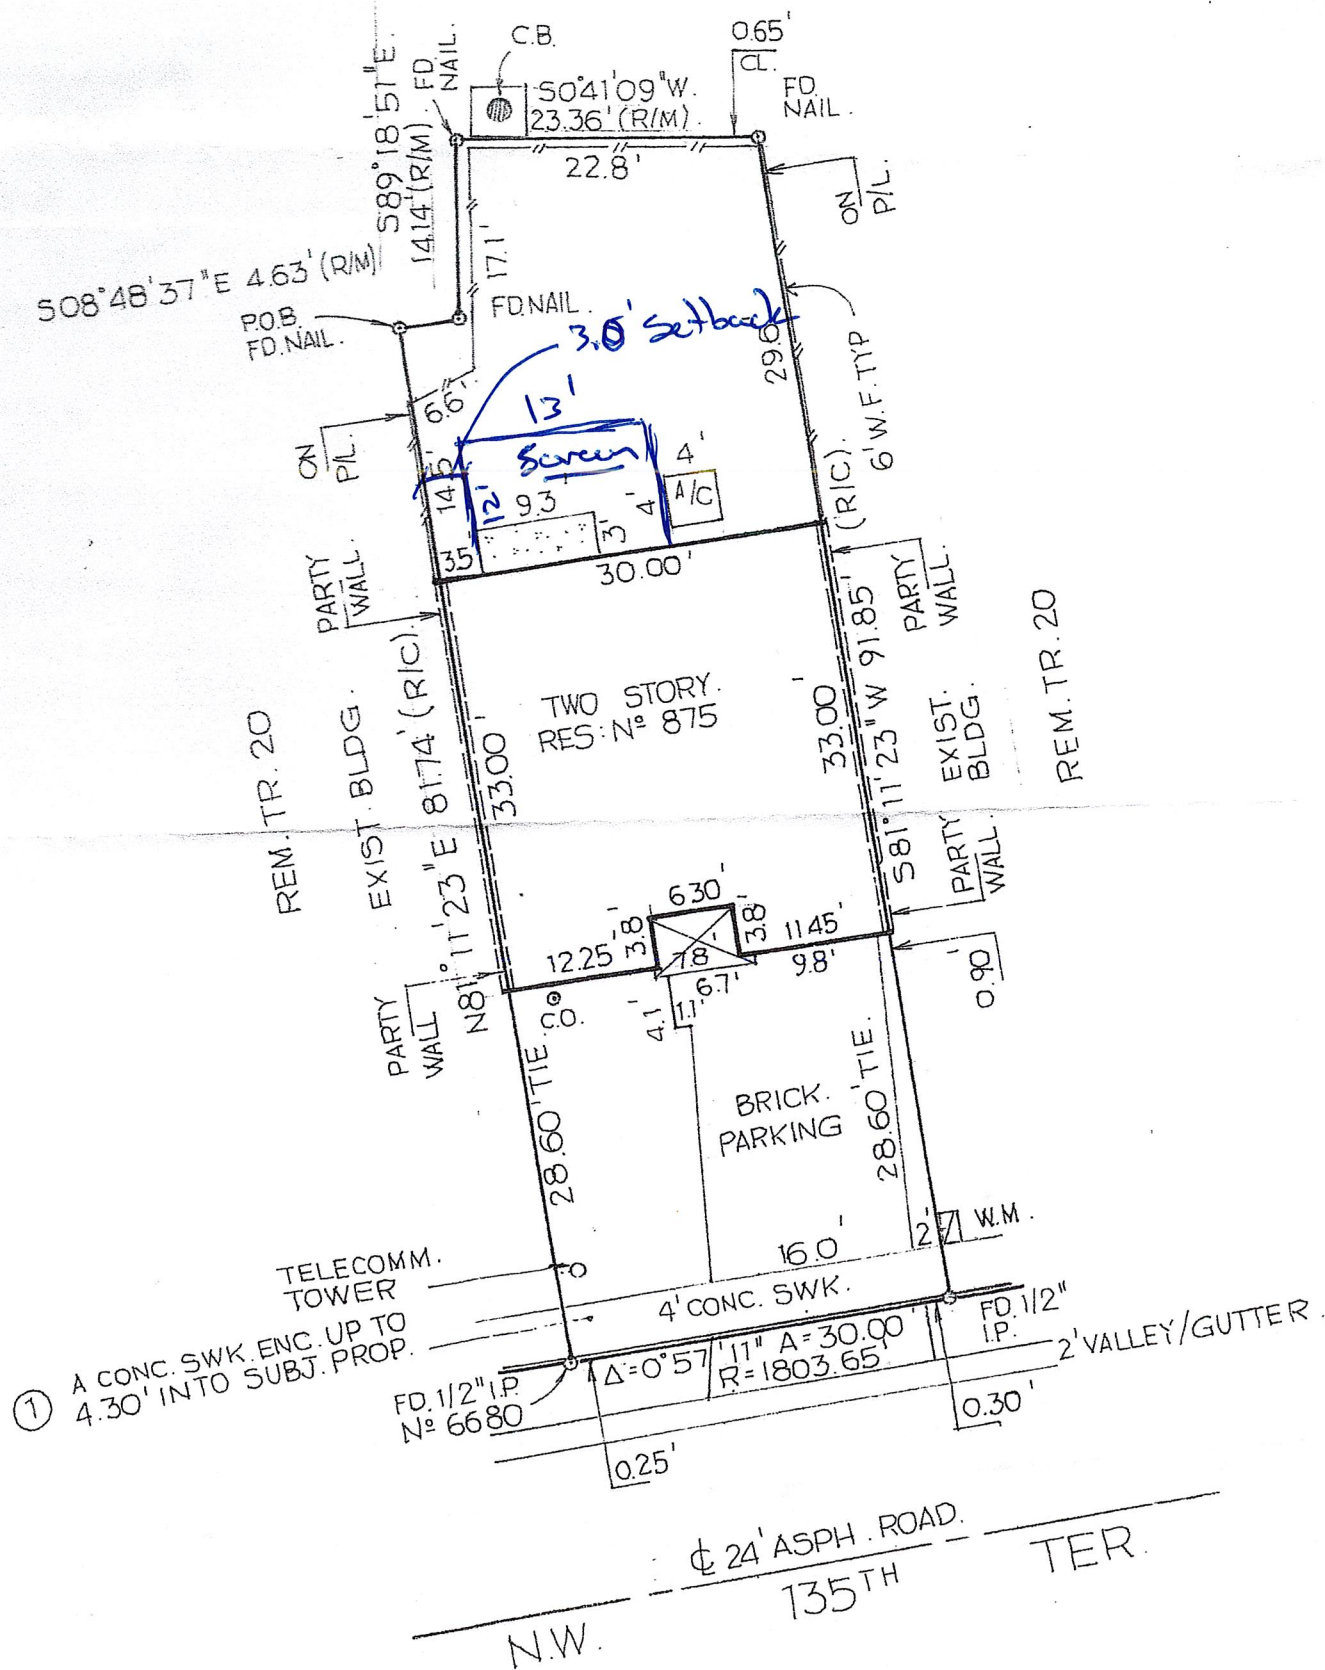 C.B.
0.65'
CL.
FD.
NAIL.
S89°18'51"E.
14.14'(R/M).
FD.
NAIL.
S0°41'09"W.
23.36'(R/M).
22.8'
ON
P/L.
S08°48'37"E 4.63'(R/M)
17.1'
P.O.B.
FD.NAIL.
FD.NAIL.
3.0' Setback
29.6'
6' W.F. TYP
6.6'
13'
ON
P/L.
14.5'
Screen
12'
9.3'
3'
4'
4'
A/C
3.5'
30.00'
PARTY
WALL.
PARTY
WALL.
N81°11'23"E 81.74' (R/C).
S81°11'23"W 91.85' (R/C).
TWO STORY.
RES: Nº 875
33.00'
33.00'
REM. TR. 20
EXIST. BLDG.
EXIST.
BLDG.
REM. TR. 20
PARTY
WALL.
6.30'
3.8'
3.8'
7.8'
12.25'
11.45'
9.8'
6.7'
1.1'
4.1'
0.90'
PARTY
WALL
C.O.
28.60' TIE.
28.60' TIE.
BRICK.
PARKING
TELECOMM.
TOWER
16.0'
2'
W.M.
4' CONC. SWK.
1 A CONC. SWK. ENC. UP TO
4.30' INTO SUBJ. PROP.
FD. 1/2" I.P.
Nº 6680
Δ=0°57'11" A=30.00'
R=1803.65'
FD. 1/2"
I.P.
2' VALLEY/GUTTER.
0.25'
0.30'
℄ 24' ASPH. ROAD.
N.W. 135TH TER.